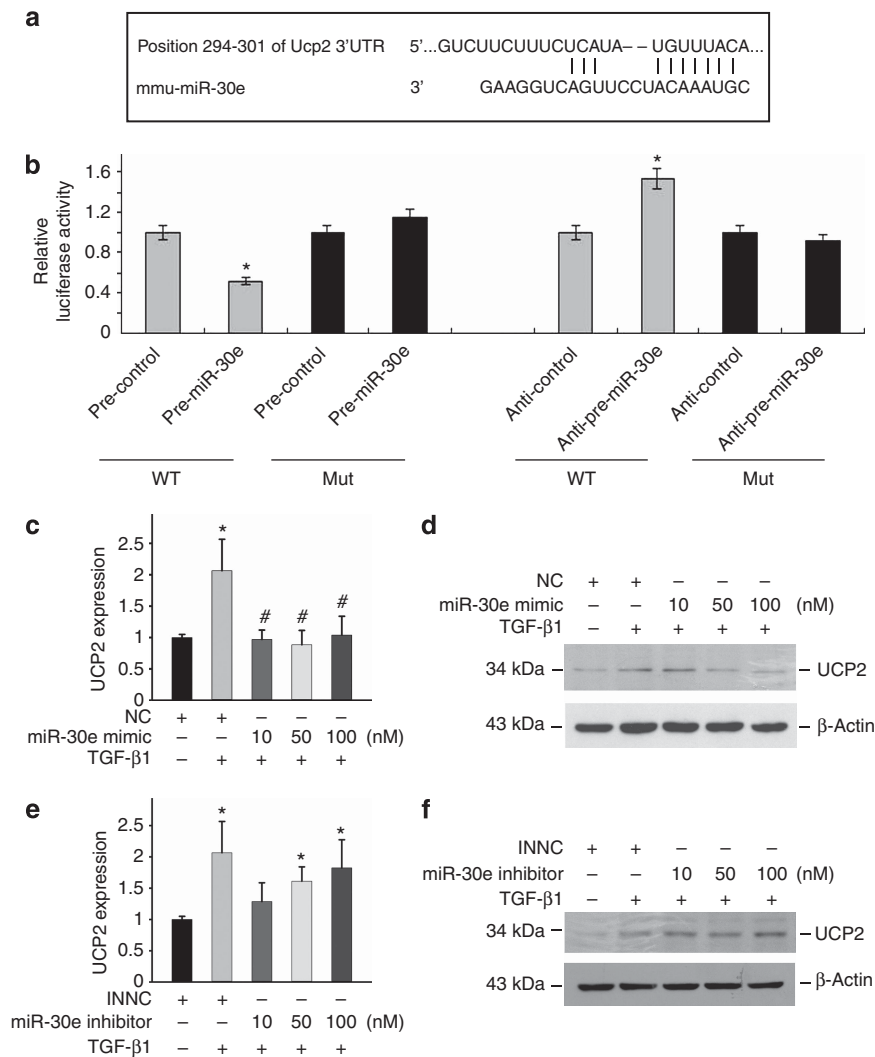 a
Position 294-301 of Ucp2 3'UTR 5'...GUCUUCUUUCUCAUA– –UGUUUACA...
mmu-miR-30e 3' GAAGGUCAGUUCCUACAAAUGC
b
Relative
luciferase activity
1.6
1.2
0.8
0.4
0
* *
Pre-control Pre-miR-30e Pre-control Pre-miR-30e Anti-control Anti-pre-miR-30e Anti-control Anti-pre-miR-30e
WT Mut WT Mut
c
UCP2 expression
2.5
2
1.5
1
0.5
0
* # # #
NC + + – – –
miR-30e mimic – – 10 50 100 (nM)
TGF-β1 – + + + +
d
NC + + – – –
miR-30e mimic – – 10 50 100 (nM)
TGF-β1 – + + + +
34 kDa – – UCP2
43 kDa – – β-Actin
e
UCP2 expression
2.5
2
1.5
1
0.5
0
* * *
INNC + + – – –
miR-30e inhibitor – – 10 50 100 (nM)
TGF-β1 – + + + +
f
INNC + + – – –
miR-30e inhibitor – – 10 50 100 (nM)
TGF-β1 – + + + +
34 kDa – – UCP2
43 kDa – – β-Actin